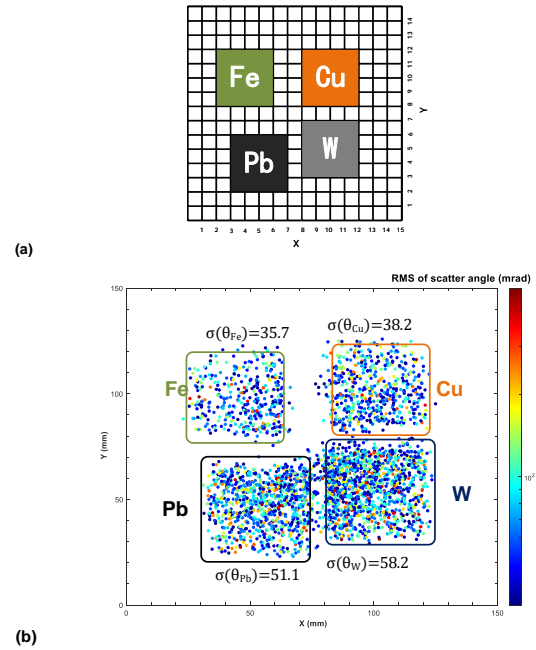 Fe
Cu
Pb
W
1 2 3 4 5 6 7 8 9 10 11 12 13 14 15
X
1 2 3 4 5 6 7 8 9 10 11 12 13 14
Y
(a)
RMS of scatter angle (mrad)
150
100
50
0
Y (mm)
σ(θFe)=35.7
σ(θCu)=38.2
Fe
Cu
Pb
W
σ(θPb)=51.1
σ(θW)=58.2
10²
0 50 100 150
X (mm)
(b)